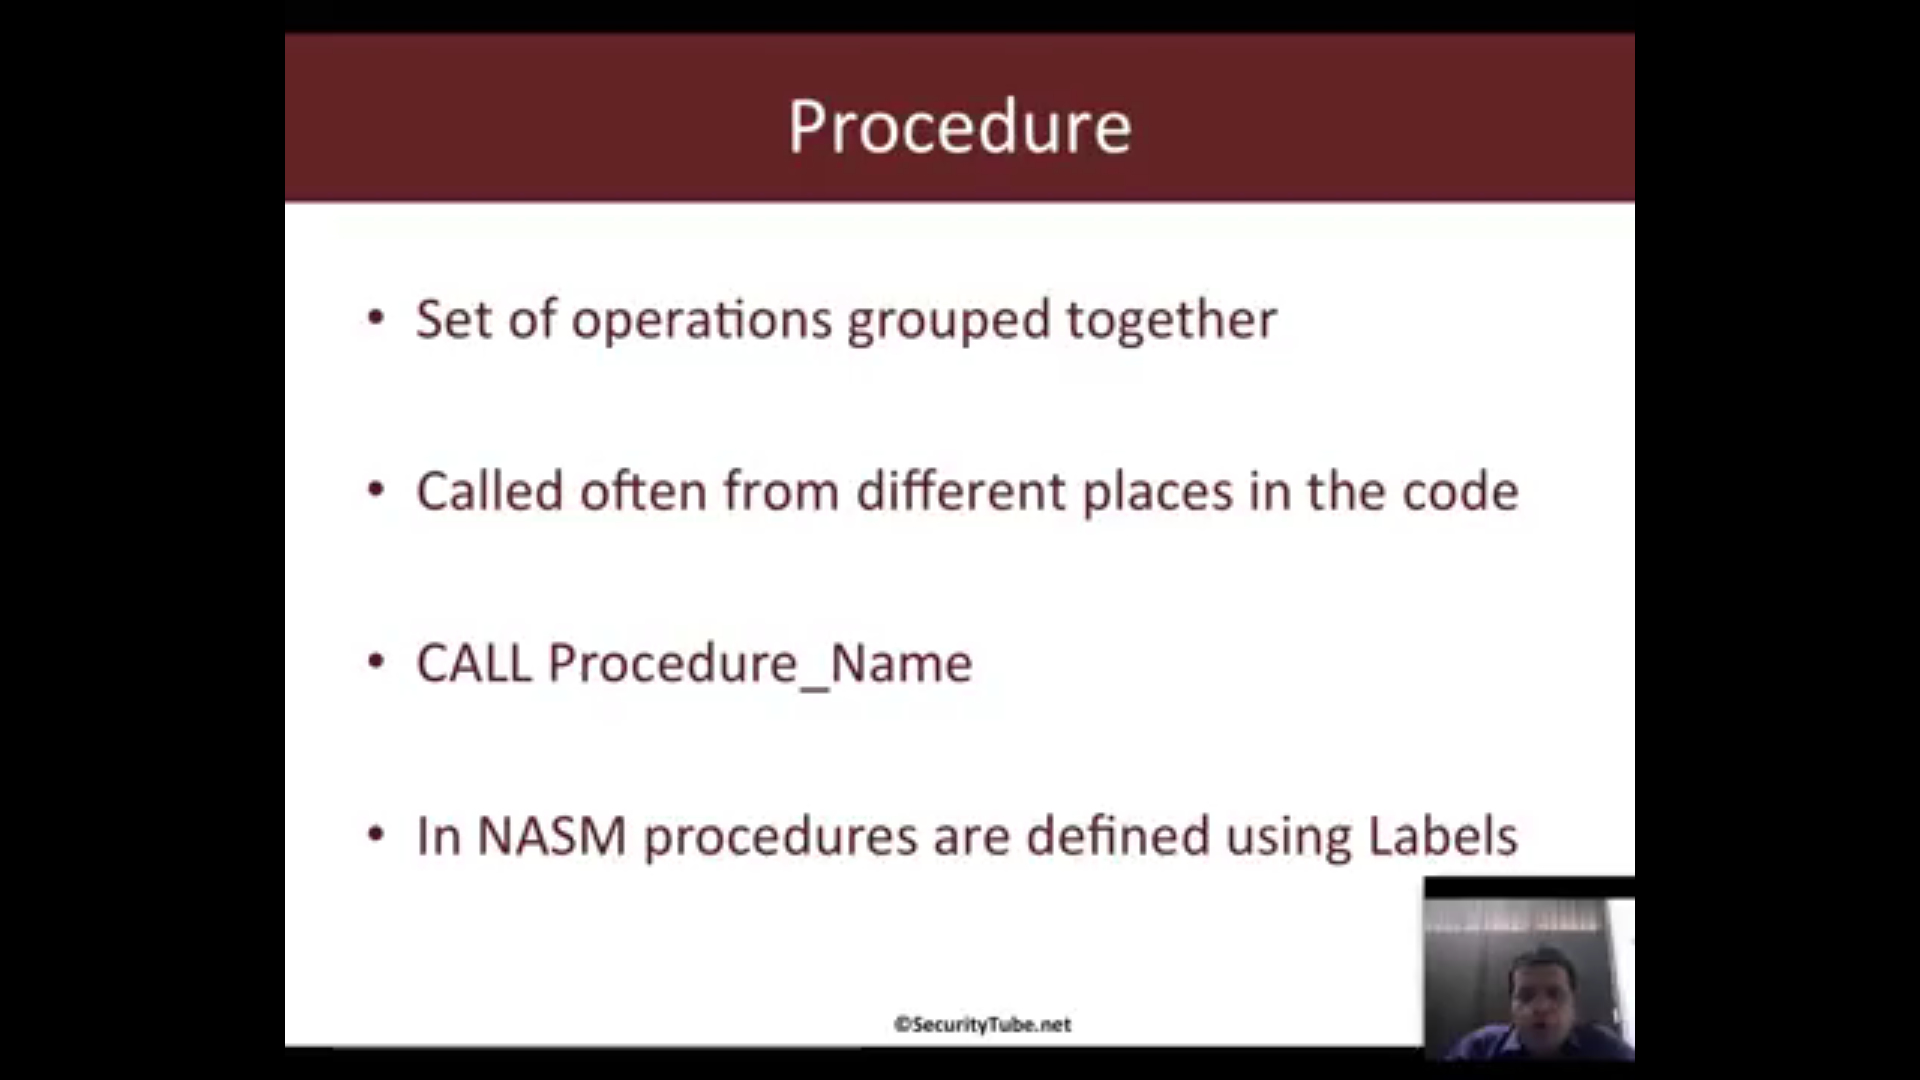 Procedure
• Set of operations grouped together
• Called often from different places in the code
• CALL Procedure_Name
• In NASM procedures are defined using Labels
©SecurityTube.net